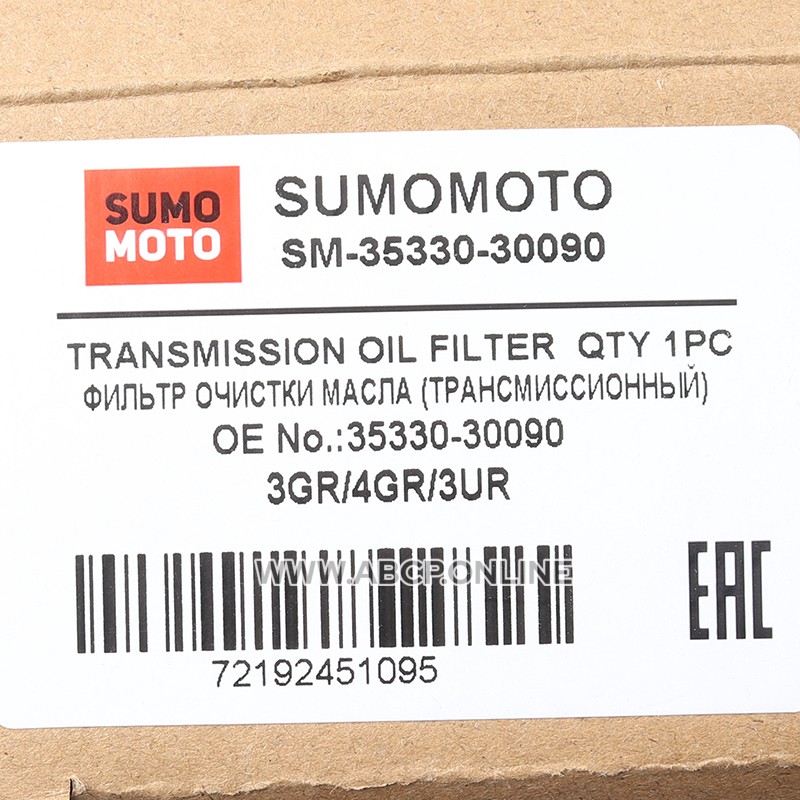 SUMO
MOTO
SUMOMOTO
SM-35330-30090
TRANSMISSION OIL FILTER QTY 1PC
ФИЛЬТР ОЧИСТКИ МАСЛА (ТРАНСМИССИОННЫЙ)
OE No.:35330-30090
3GR/4GR/3UR
WWW.ABCP.ONLINE
EAC
72192451095